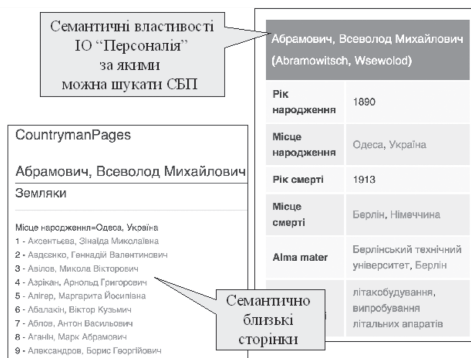 Семантичні властивості
ІО “Персоналія”
за якими
можна шукати СБП
Абрамович, Всеволод Михайлович
(Abramowitsch, Wsewolod)
Рік
народження
1890
Місце
народження
Одеса, Україна
Рік смерті
1913
Місце
смерті
Берлін, Німеччина
Alma mater
Берлінський технічний
університет, Берлін
літакобудування,
випробування
літальних апаратів
CountrymanPages
Абрамович, Всеволод Михайлович
Земляки
Місце народження=Одеса, Україна
1 - Аксентьєва, Зінаїда Миколаївна
2 - Авдєєнко, Геннадій Валентинович
3 - Авілов, Микола Вікторович
4 - Азрікан, Арнольд Григорович
5 - Алігер, Маргарита Йосипівна
6 - Абалакін, Віктор Кузьмич
7 - Аблов, Антон Васильович
8 - Аганін, Марк Абрамович
9 - Александров, Борис Георгійович
Семантично
близькі
сторінки